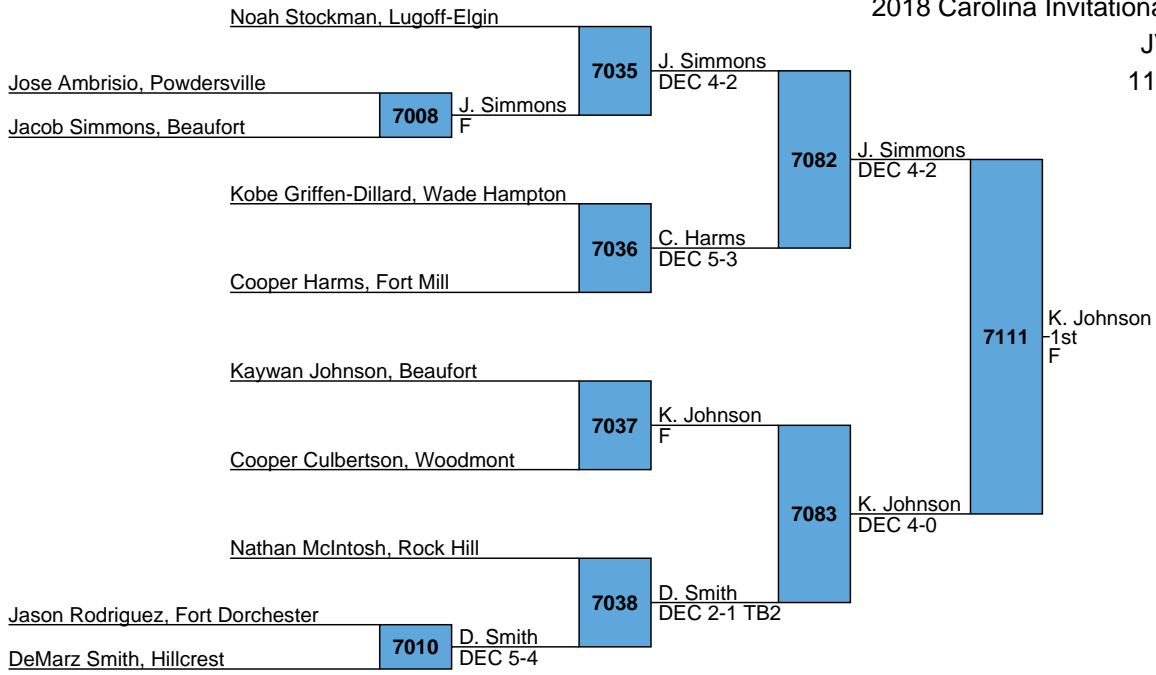 2018 Carolina Invitationa
JV
11
Noah Stockman, Lugoff-Elgin
7035
J. Simmons
DEC 4-2
Jose Ambrisio, Powdersville
7008
J. Simmons
F
Jacob Simmons, Beaufort
7082
J. Simmons
DEC 4-2
Kobe Griffen-Dillard, Wade Hampton
7036
C. Harms
DEC 5-3
Cooper Harms, Fort Mill
7111
K. Johnson
1st
F
Kaywan Johnson, Beaufort
7037
K. Johnson
F
Cooper Culbertson, Woodmont
7083
K. Johnson
DEC 4-0
Nathan McIntosh, Rock Hill
7038
D. Smith
DEC 2-1 TB2
Jason Rodriguez, Fort Dorchester
7010
D. Smith
DEC 5-4
DeMarz Smith, Hillcrest